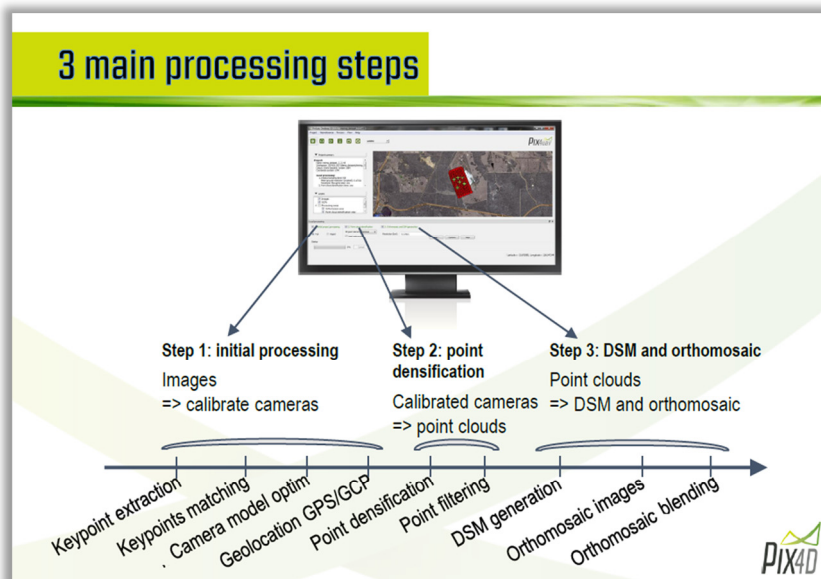 3 main processing steps
Pix4D
Step 1: initial processing
Images
=> calibrate cameras
Step 2: point
densification
Calibrated cameras
=> point clouds
Step 3: DSM and orthomosaic
Point clouds
=> DSM and orthomosaic
Keypoint extraction
Keypoints matching
. Camera model optim
Geolocation GPS/GCP
Point densification
Point filtering
DSM generation
Orthomosaic images
Orthomosaic blending
PIX4D